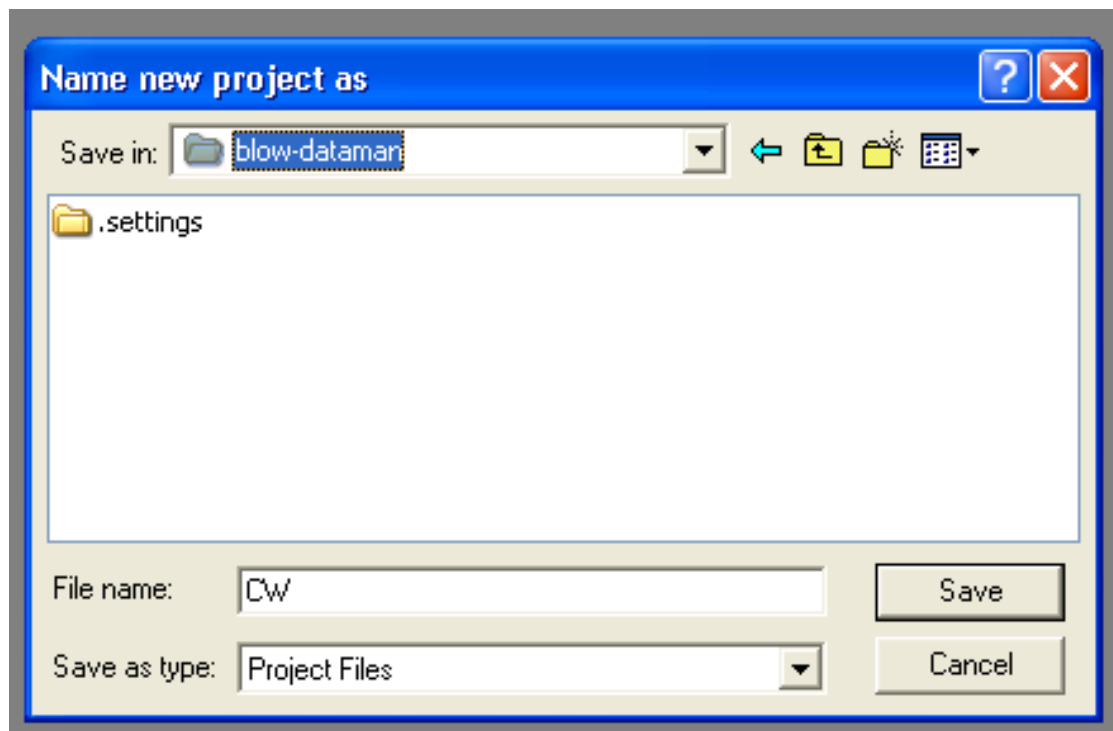 Name new project as
Save in: blow-dataman
.settings
File name: CW Save
Save as type: Project Files Cancel